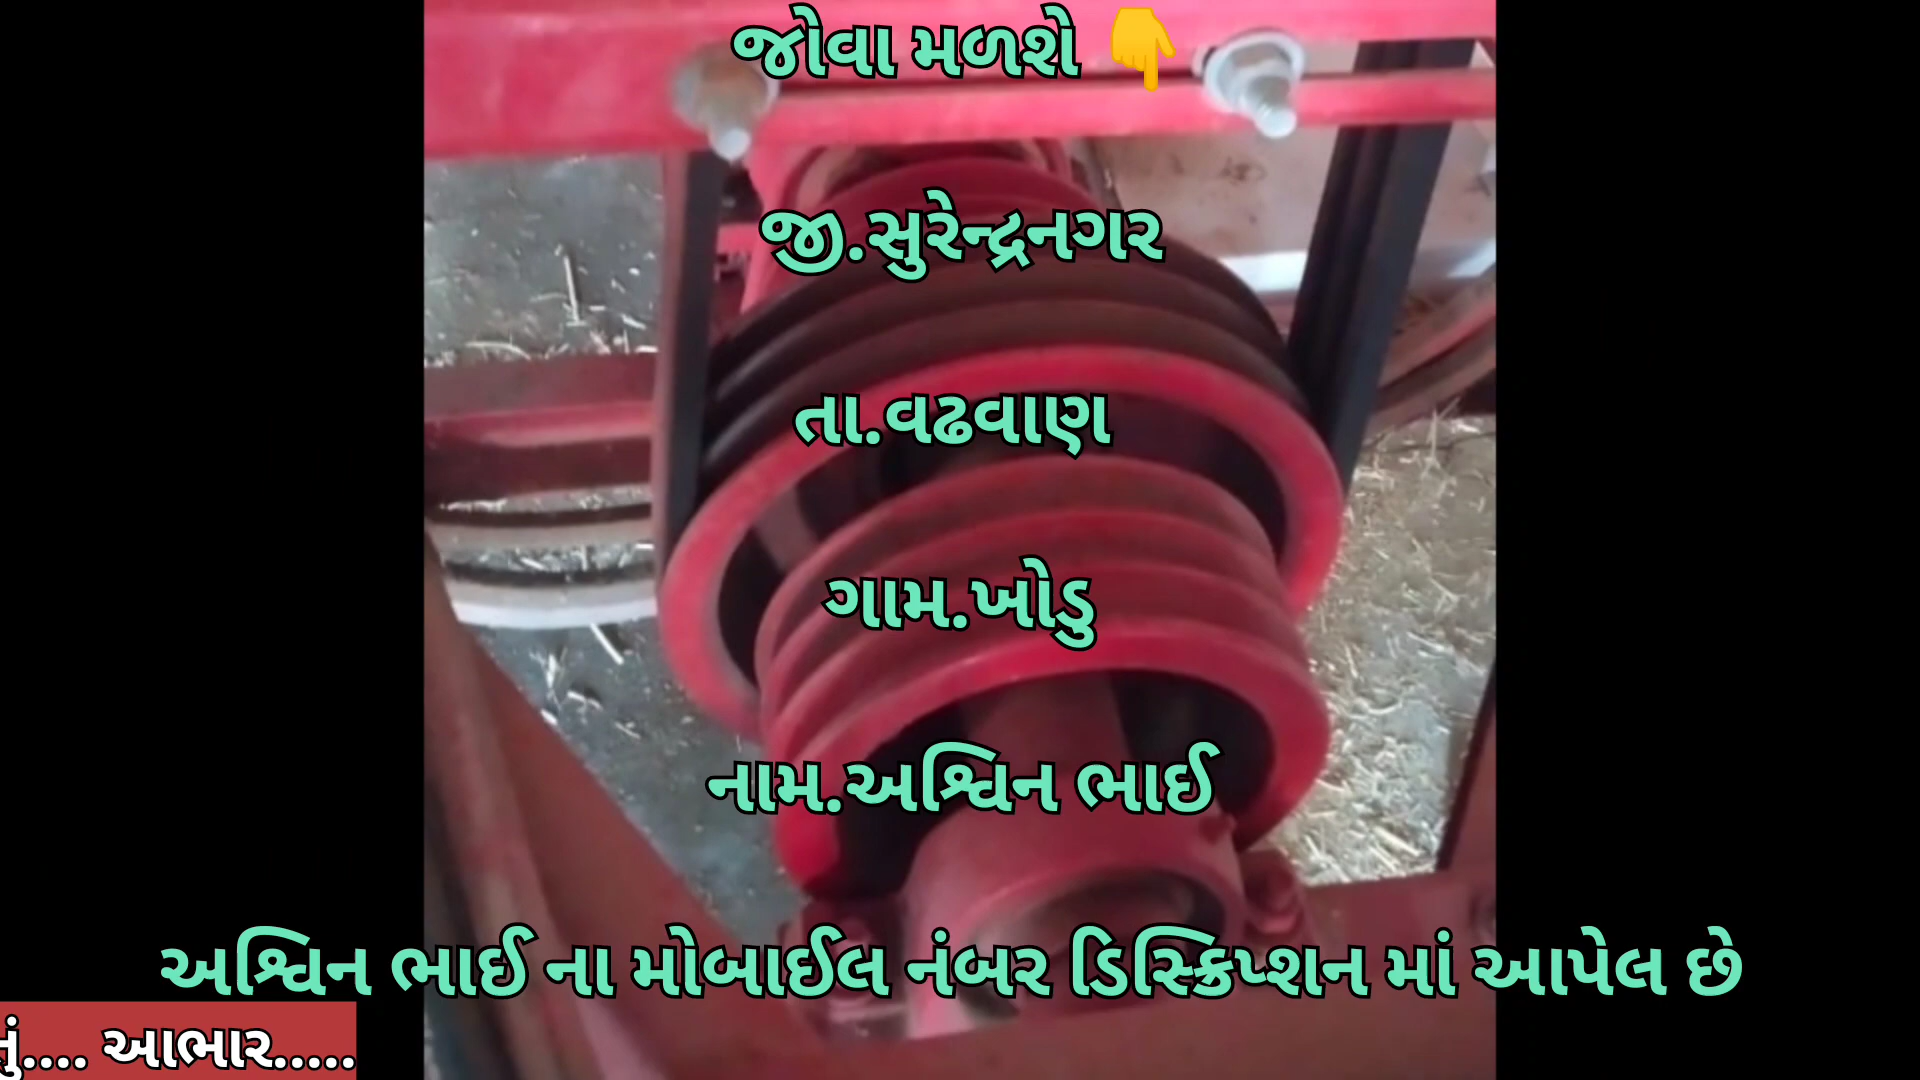 જોવા મળશે 👇
જી.સુરેન્દ્રનગર
તા.વઢવાણ
ગામ.ખોડુ
નામ.અશ્વિન ભાઈ
અશ્વિન ભાઈ ના મોબાઈલ નંબર ડિસ્ક્રિપ્શન માં આપેલ છે
આભાર.....